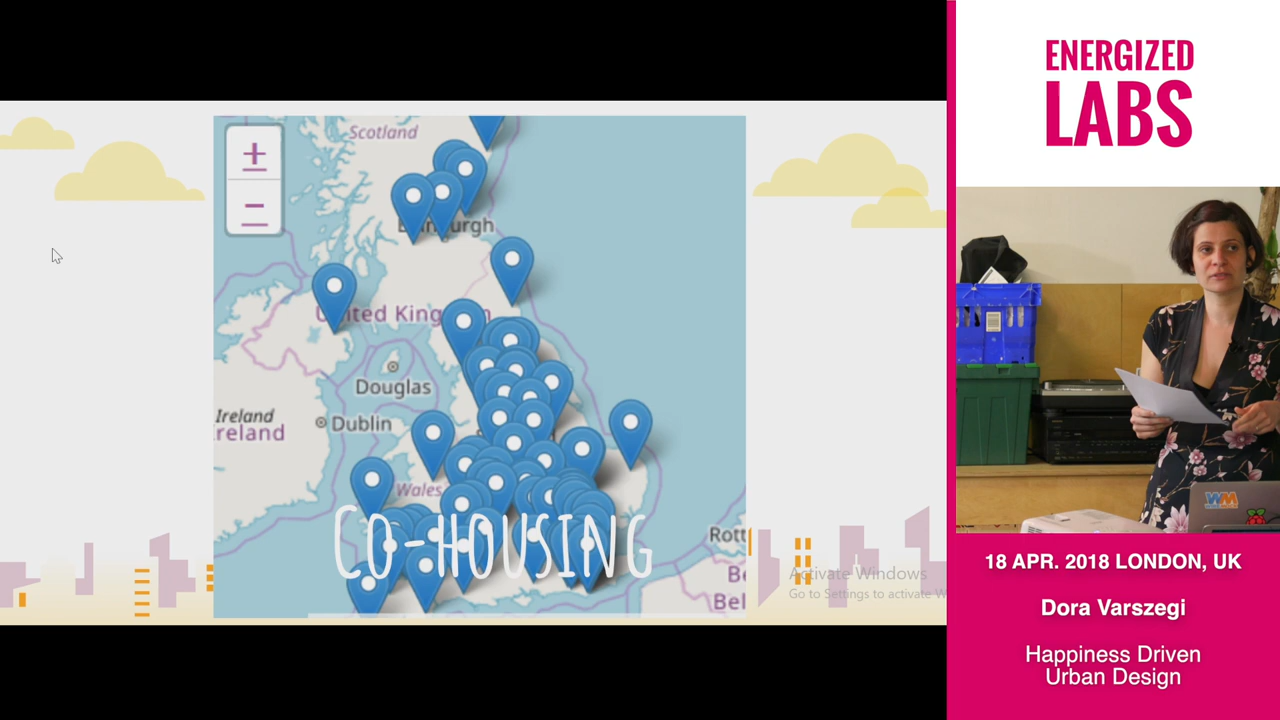 Scotland
Edinburgh
United Kingdom
Douglas
Ireland
Dublin
Wales
CO-HOUSING
Rott
Bel
Activate Windows
Go to Settings to activate W
ENERGIZED
LABS
WM
18 APR. 2018 LONDON, UK
Dora Varszegi
Happiness Driven
Urban Design